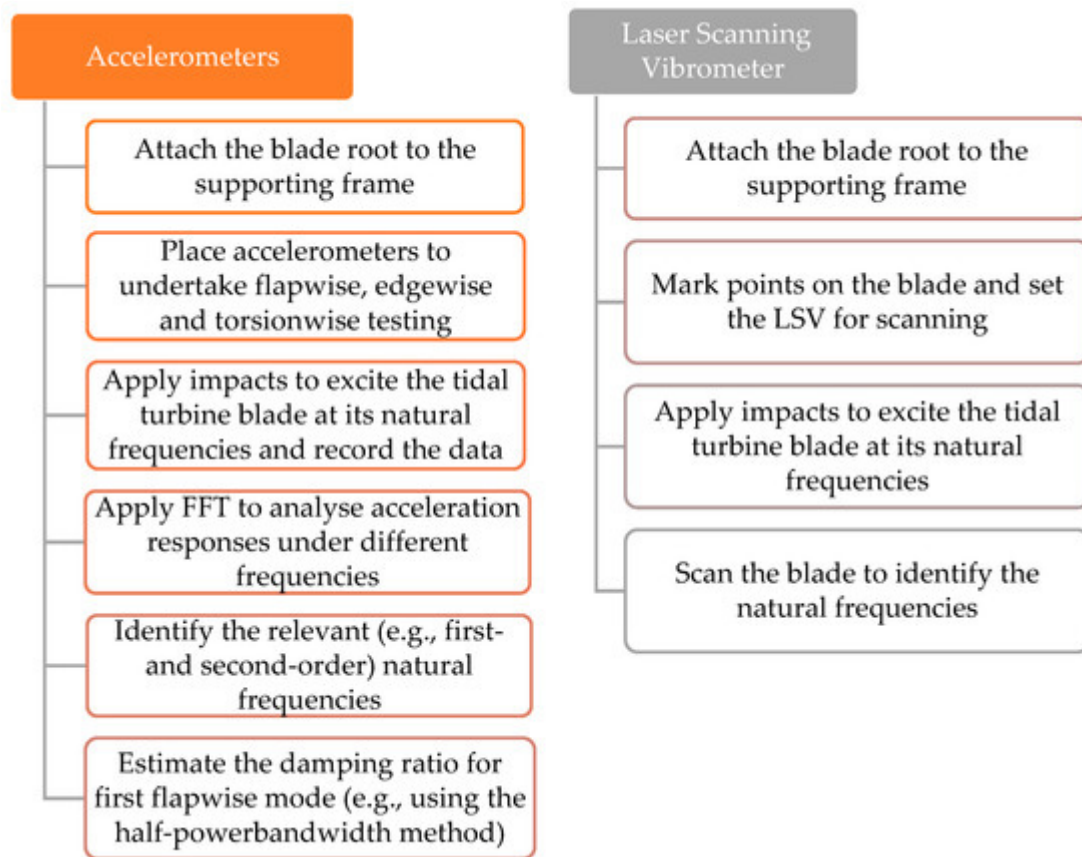 Accelerometers
Attach the blade root to the
supporting frame
Place accelerometers to
undertake flapwise, edgewise
and torsionwise testing
Apply impacts to excite the tidal
turbine blade at its natural
frequencies and record the data
Apply FFT to analyse acceleration
responses under different
frequencies
Identify the relevant (e.g., first-
and second-order) natural
frequencies
Estimate the damping ratio for
first flapwise mode (e.g., using the
half-powerbandwidth method)
Laser Scanning
Vibrometer
Attach the blade root to the
supporting frame
Mark points on the blade and set
the LSV for scanning
Apply impacts to excite the tidal
turbine blade at its natural
frequencies
Scan the blade to identify the
natural frequencies